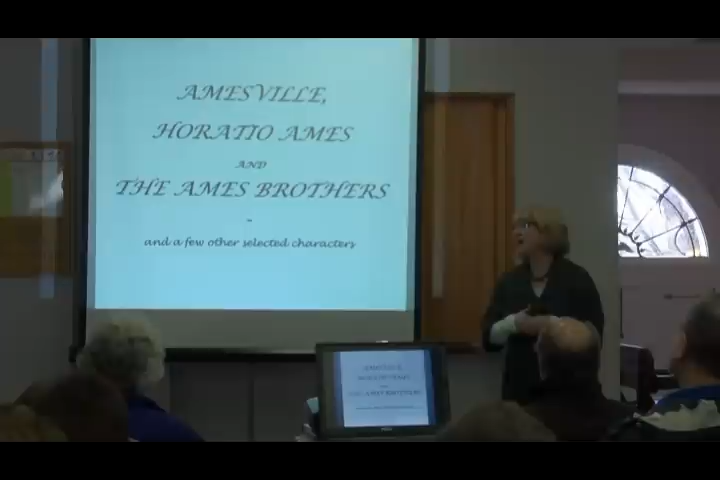 AMESVILLE,
HORATIO AMES
AND
THE AMES BROTHERS
-
and a few other selected characters